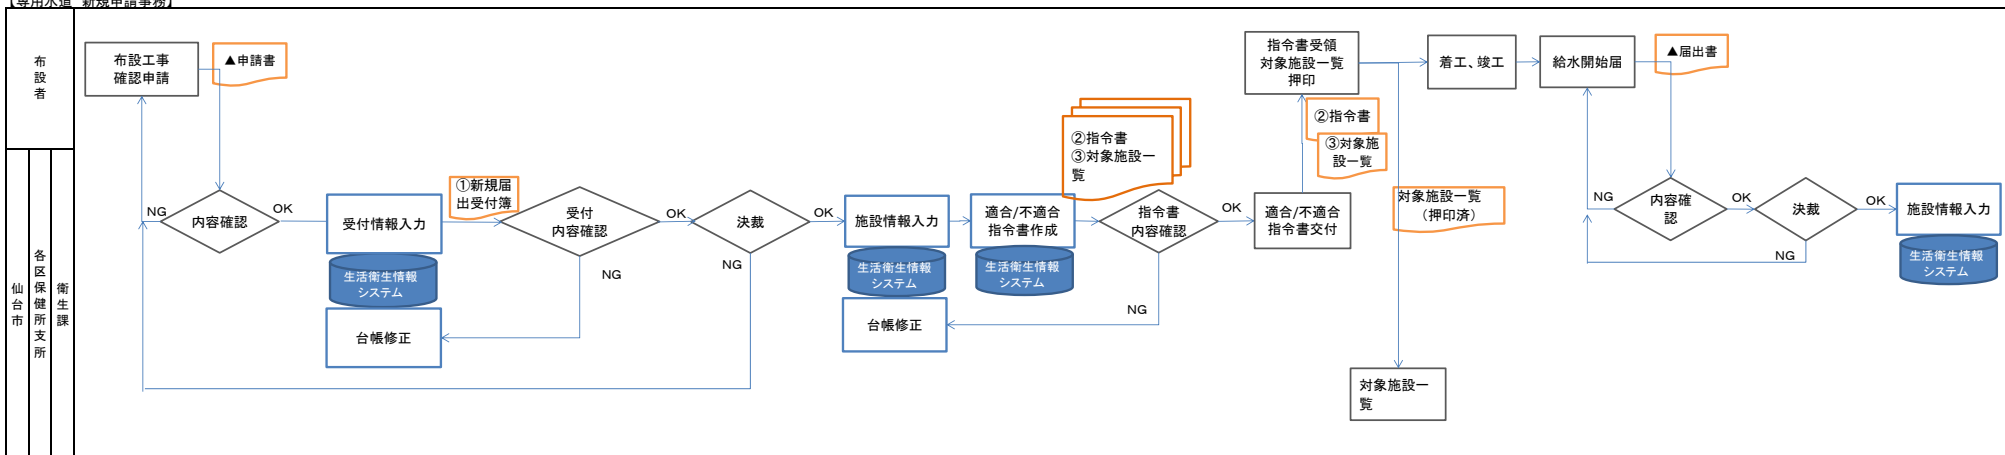 【専用水道 新規申請事務】
布設者
仙台市
各区保健所支所
衛生課
布設工事
確認申請
▲申請書
内容確認
NG
OK
受付情報入力
生活衛生情報
システム
台帳修正
①新規届
出受付簿
受付
内容確認
OK
NG
決裁
OK
NG
施設情報入力
生活衛生情報
システム
台帳修正
適合/不適合
指令書作成
生活衛生情報
システム
②指令書
③対象施設一
覧
指令書
内容確認
OK
NG
適合/不適合
指令書交付
②指令書
③対象施
設一覧
指令書受領
対象施設一覧
押印
対象施設一覧
（押印済）
対象施設一
覧
着工、竣工
給水開始届
▲届出書
内容確
認
NG
OK
決裁
OK
NG
施設情報入力
生活衛生情報
システム